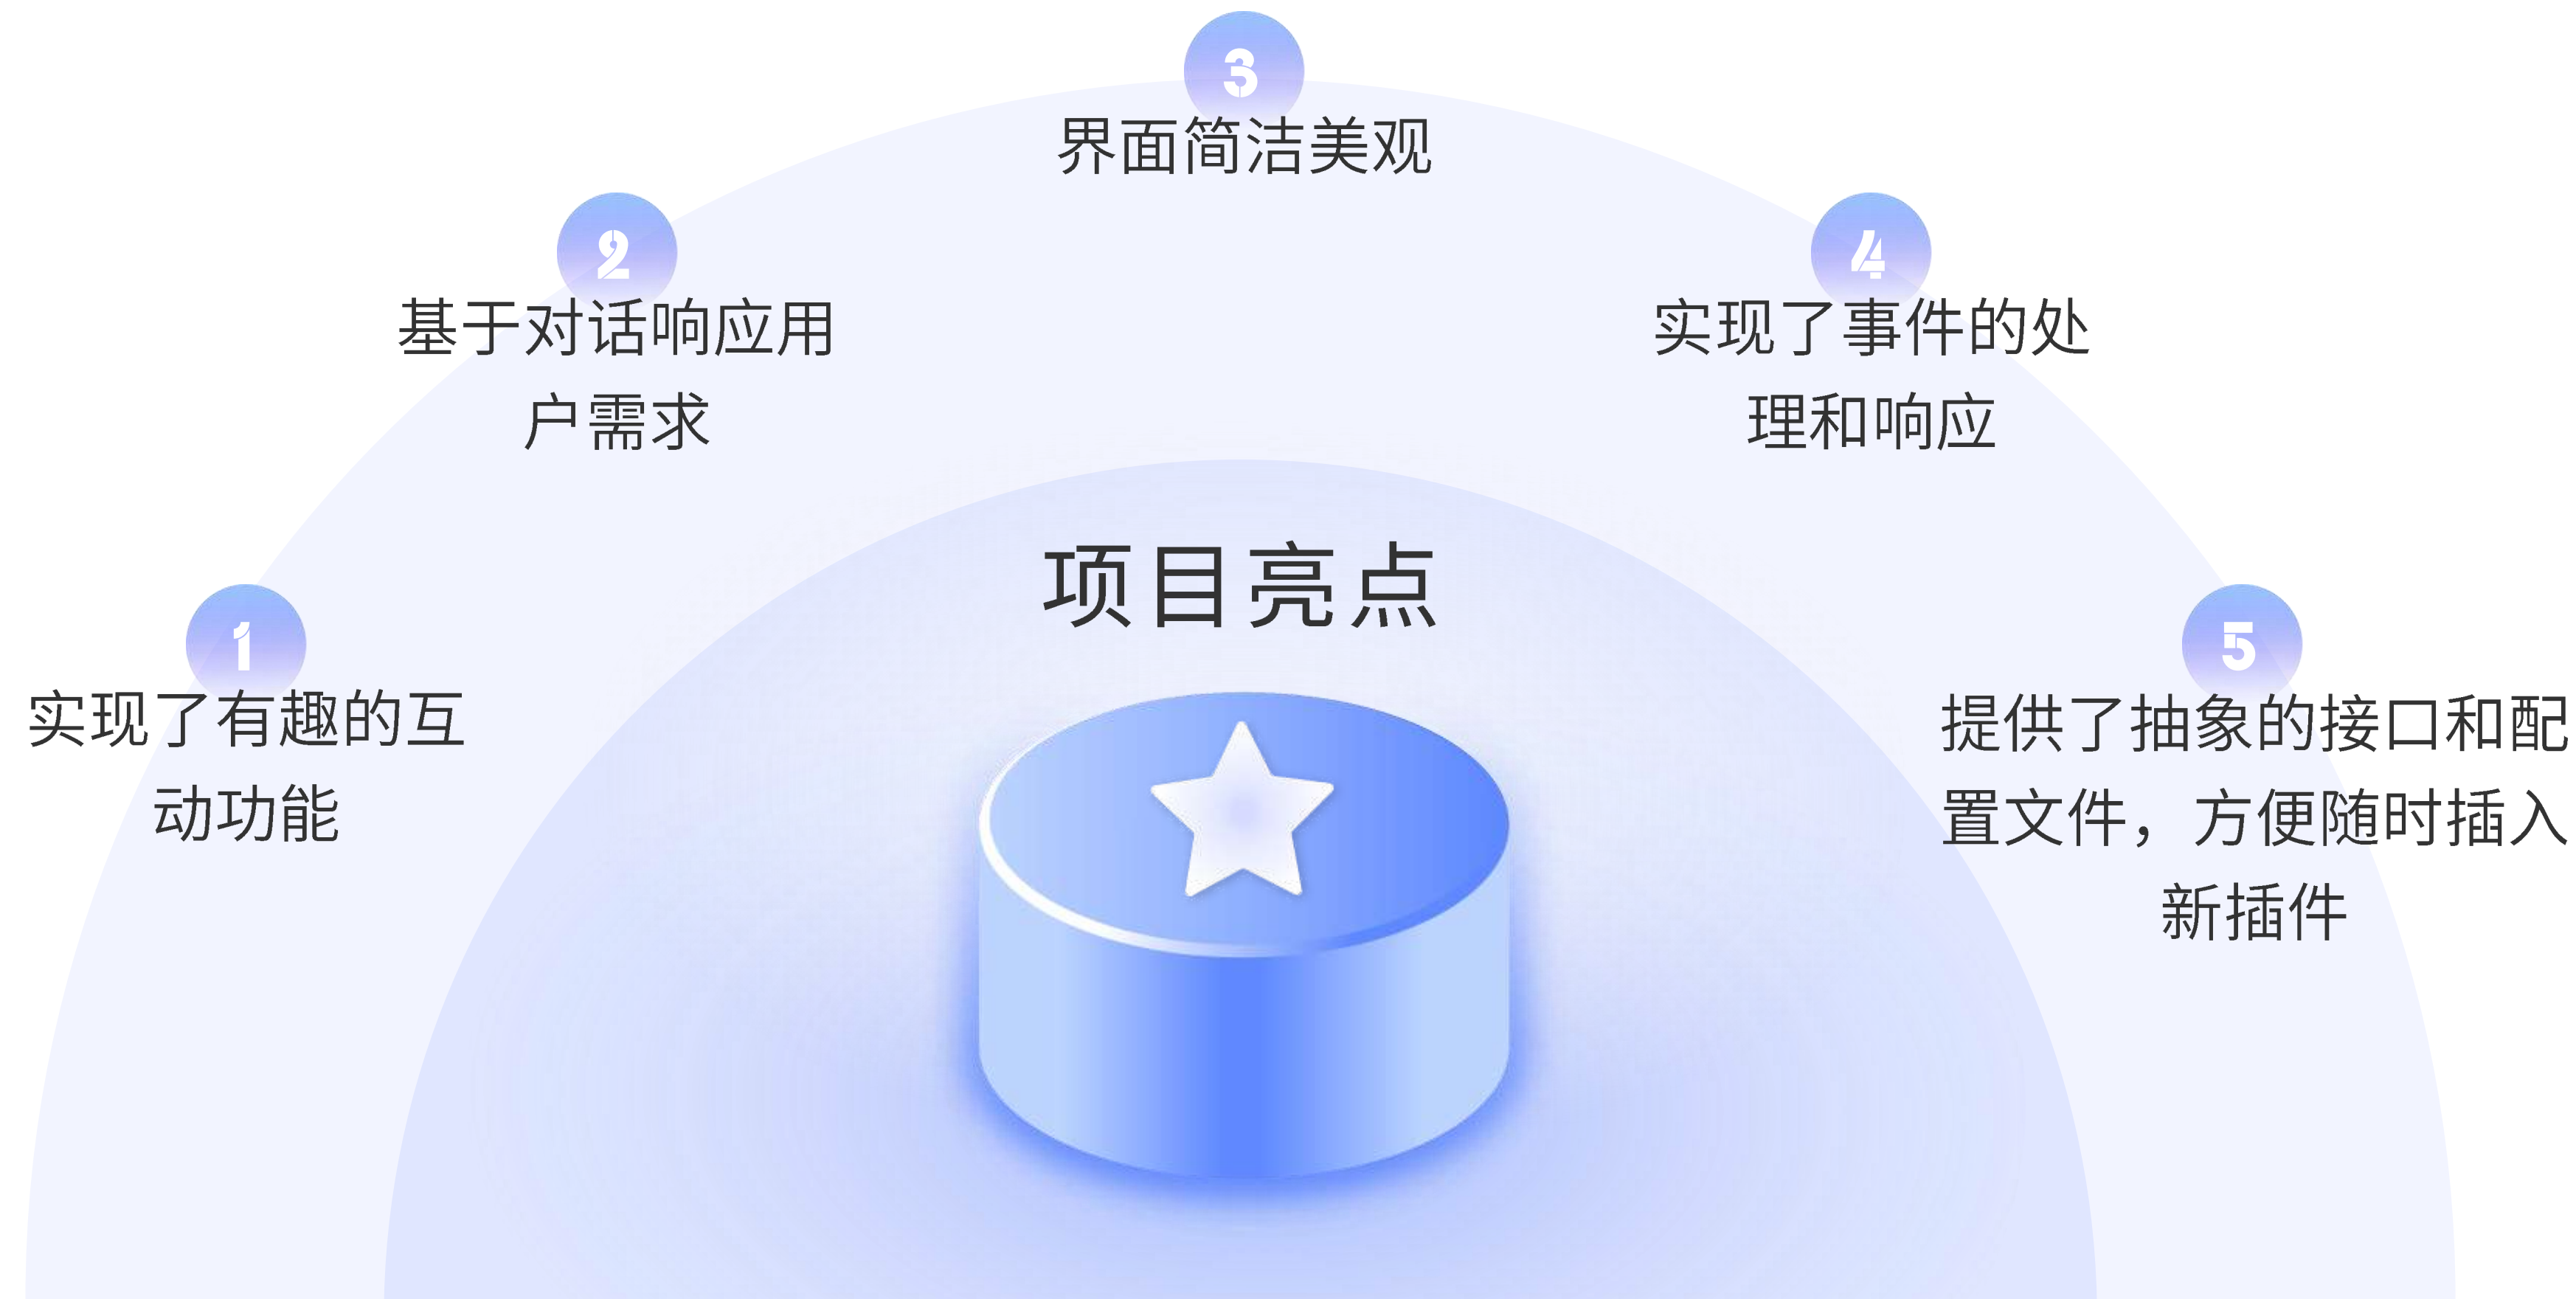 3
界面简洁美观
2
基于对话响应用
户需求
4
实现了事件的处
理和响应
项目亮点
1
实现了有趣的互
动功能
5
提供了抽象的接口和配
置文件，方便随时插入
新插件